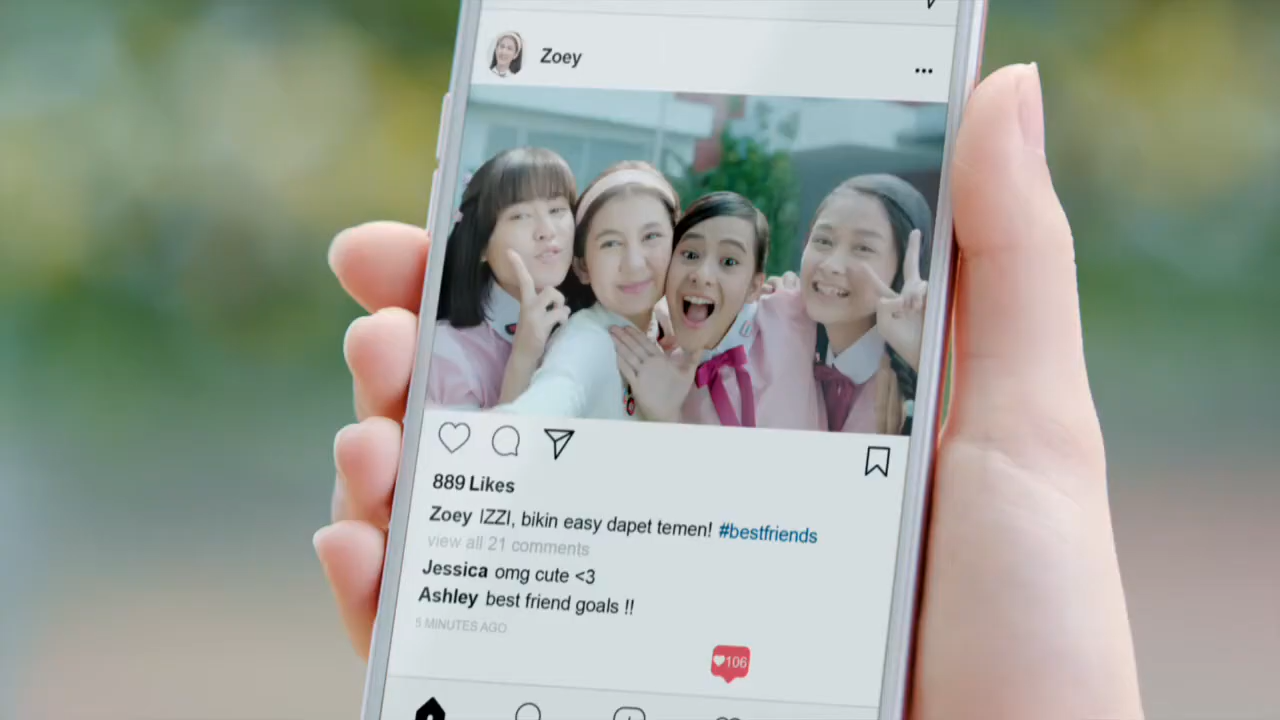 Zoey
889 Likes
Zoey IZZI, bikin easy dapet temen! #bestfriends
view all 21 comments
Jessica omg cute <3
Ashley best friend goals !!
5 MINUTES AGO
106